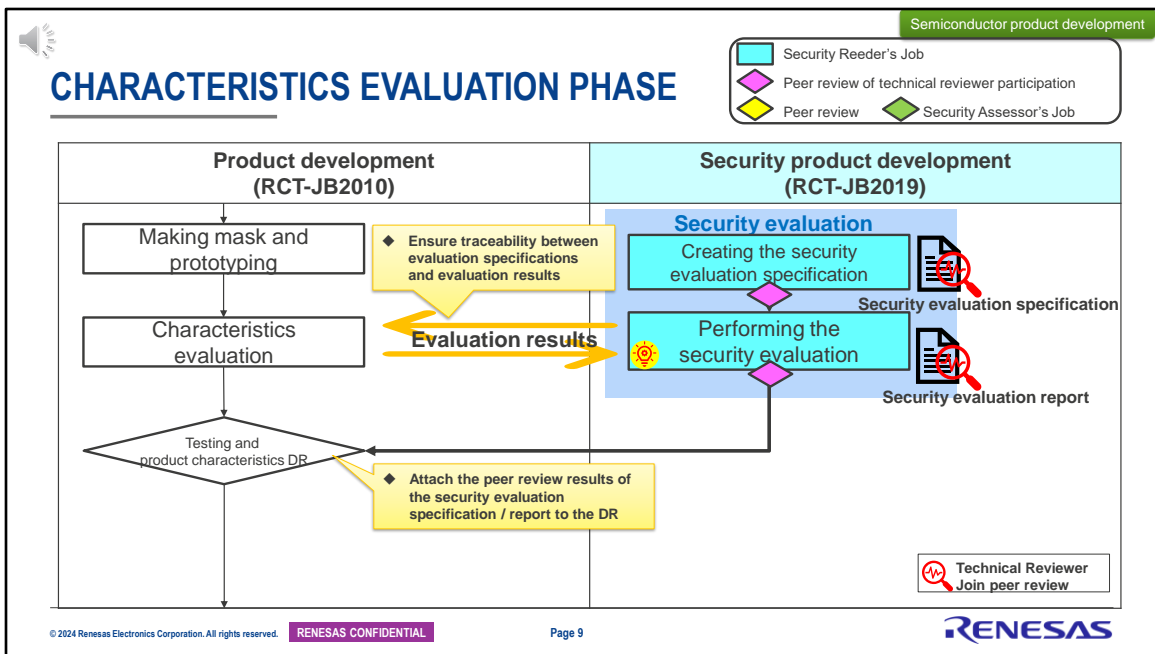 Semiconductor product development
CHARACTERISTICS EVALUATION PHASE
Security Reeder's Job
Peer review of technical reviewer participation
Peer review
Security Assessor's Job
Product development
(RCT-JB2010)
Security product development
(RCT-JB2019)
Making mask and
prototyping
◆ Ensure traceability between
evaluation specifications
and evaluation results
Security evaluation
Creating the security
evaluation specification
Security evaluation specification
Characteristics
evaluation
Evaluation results
Performing the
security evaluation
Security evaluation report
Testing and
product characteristics DR
◆ Attach the peer review results of
the security evaluation
specification / report to the DR
Technical Reviewer
Join peer review
© 2024 Renesas Electronics Corporation. All rights reserved.
RENESAS CONFIDENTIAL
Page 9
RENESAS